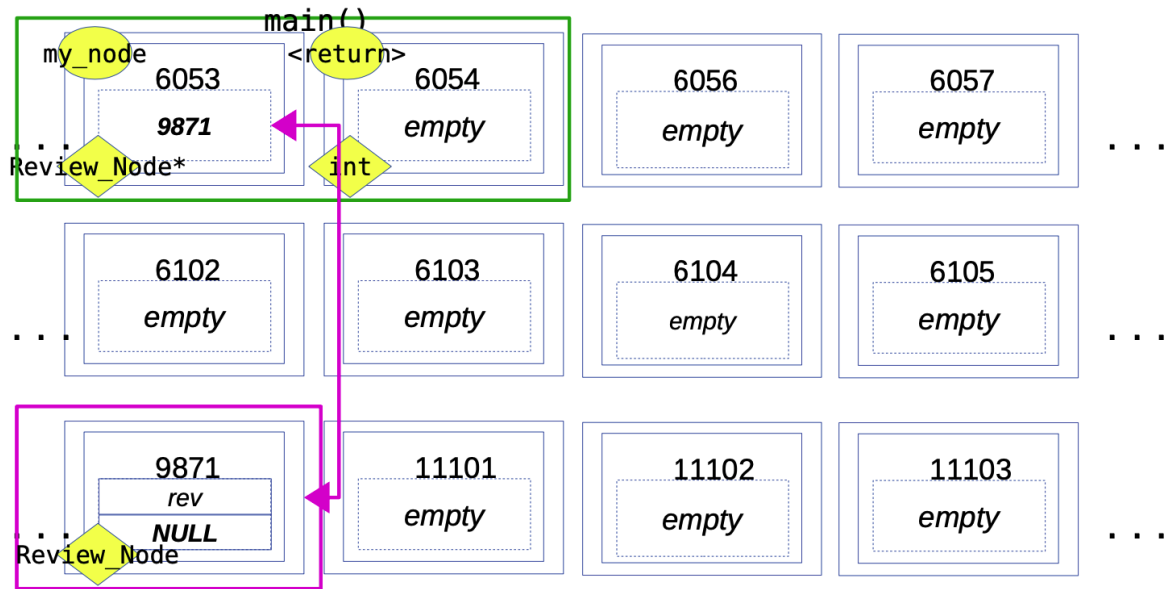 main()
my_node <return>
6053 6054 6056 6057
9871 empty empty empty
... ...
Review_Node* int
6102 6103 6104 6105
empty empty empty empty
... ...
9871 11101 11102 11103
rev
empty empty empty
... NULL ...
Review_Node